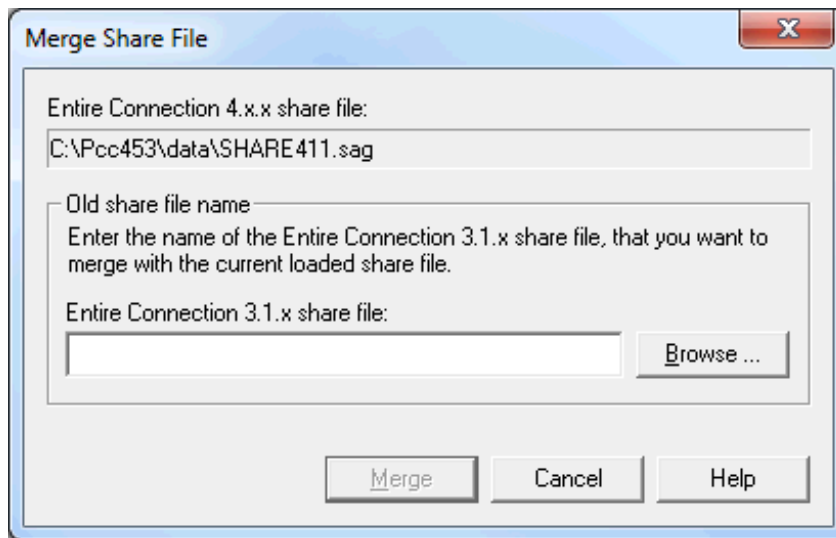 Merge Share File
Entire Connection 4.x.x share file:
C:\Pcc453\data\SHARE411.sag
Old share file name
Enter the name of the Entire Connection 3.1.x share file, that you want to
merge with the current loaded share file.
Entire Connection 3.1.x share file:
Browse ...
Merge
Cancel
Help